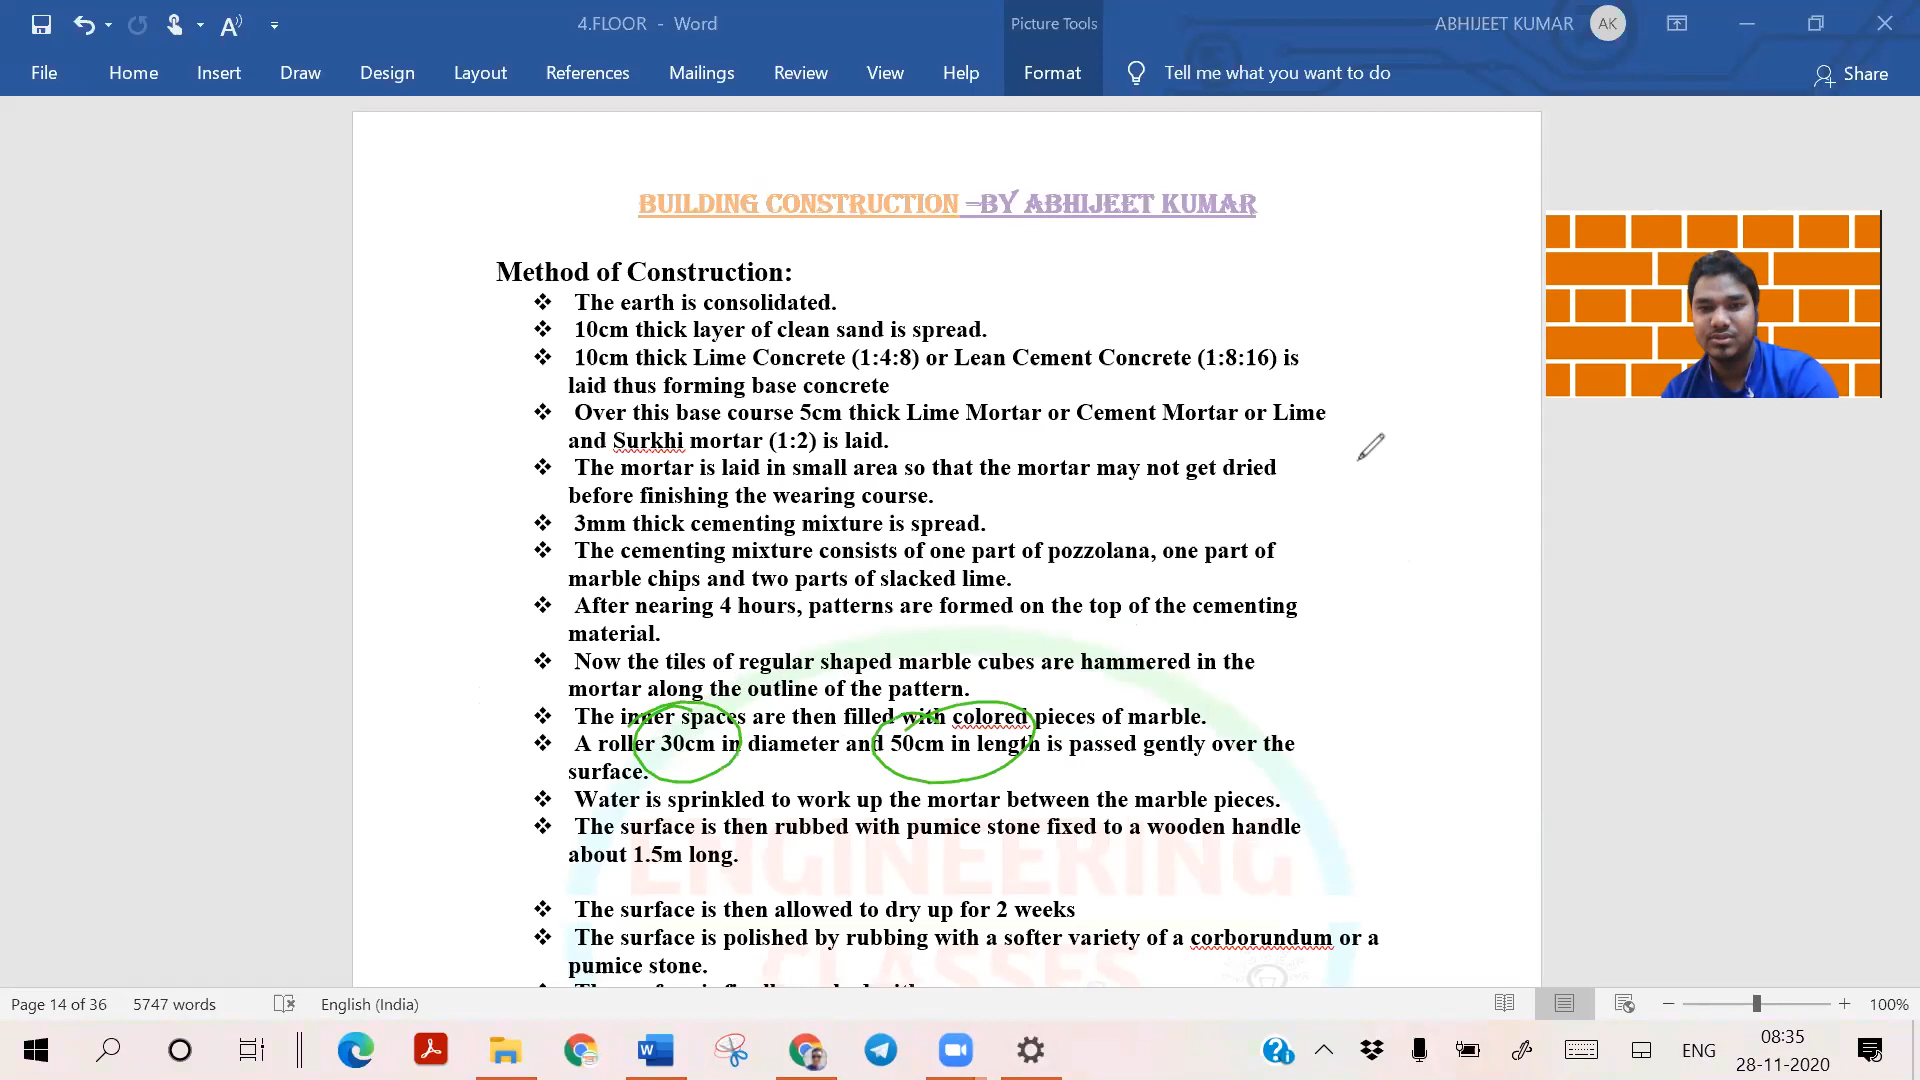 4.FLOOR - Word
Picture Tools
ABHIJEET KUMAR
AK
File
Home
Insert
Draw
Design
Layout
References
Mailings
Review
View
Help
Format
Tell me what you want to do
Share
BUILDING CONSTRUCTION –BY ABHIJEET KUMAR
Method of Construction:
❖ The earth is consolidated.
❖ 10cm thick layer of clean sand is spread.
❖ 10cm thick Lime Concrete (1:4:8) or Lean Cement Concrete (1:8:16) is
laid thus forming base concrete
❖ Over this base course 5cm thick Lime Mortar or Cement Mortar or Lime
and Surkhi mortar (1:2) is laid.
❖ The mortar is laid in small area so that the mortar may not get dried
before finishing the wearing course.
❖ 3mm thick cementing mixture is spread.
❖ The cementing mixture consists of one part of pozzolana, one part of
marble chips and two parts of slacked lime.
❖ After nearing 4 hours, patterns are formed on the top of the cementing
material.
❖ Now the tiles of regular shaped marble cubes are hammered in the
mortar along the outline of the pattern.
❖ The inner spaces are then filled with colored pieces of marble.
❖ A roller 30cm in diameter and 50cm in length is passed gently over the
surface.
❖ Water is sprinkled to work up the mortar between the marble pieces.
❖ The surface is then rubbed with pumice stone fixed to a wooden handle
about 1.5m long.
❖ The surface is then allowed to dry up for 2 weeks
❖ The surface is polished by rubbing with a softer variety of a corborundum or a
pumice stone.
ENGINEERING
CLASSES
Page 14 of 36
5747 words
English (India)
100%
ENG
08:35
28-11-2020